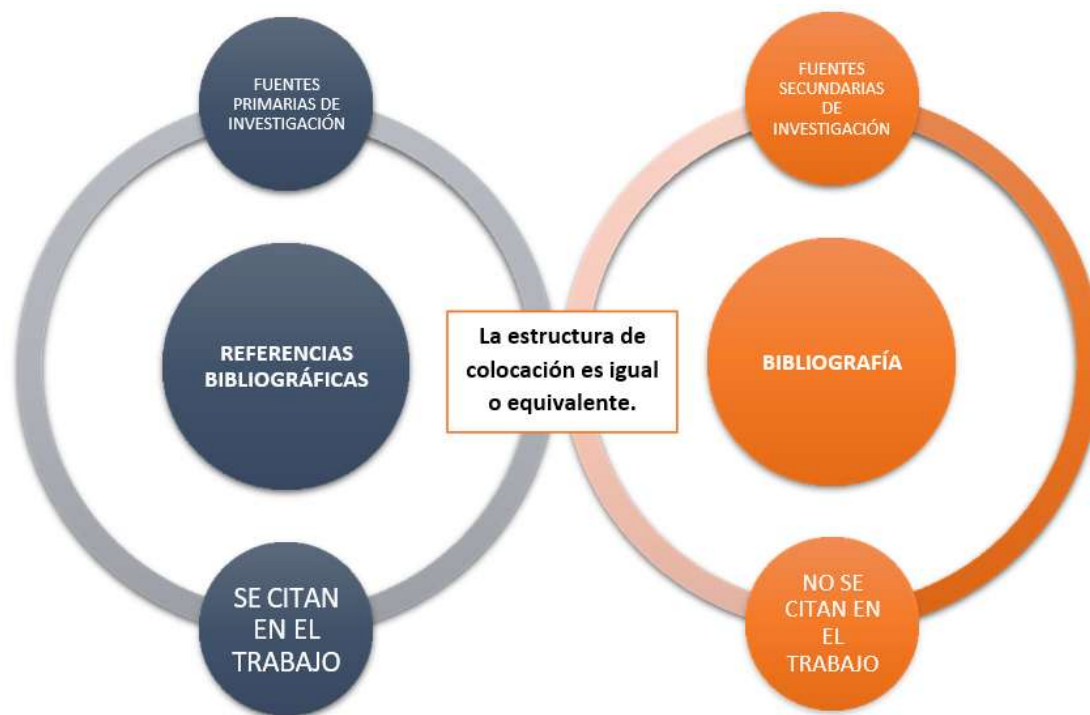 FUENTES
PRIMARIAS DE
INVESTIGACIÓN
REFERENCIAS
BIBLIOGRÁFICAS
SE CITAN
EN EL
TRABAJO
La estructura de
colocación es igual
o equivalente.
FUENTES
SECUNDARIAS
DE
INVESTIGACIÓN
BIBLIOGRAFÍA
NO SE
CITAN EN
EL
TRABAJO